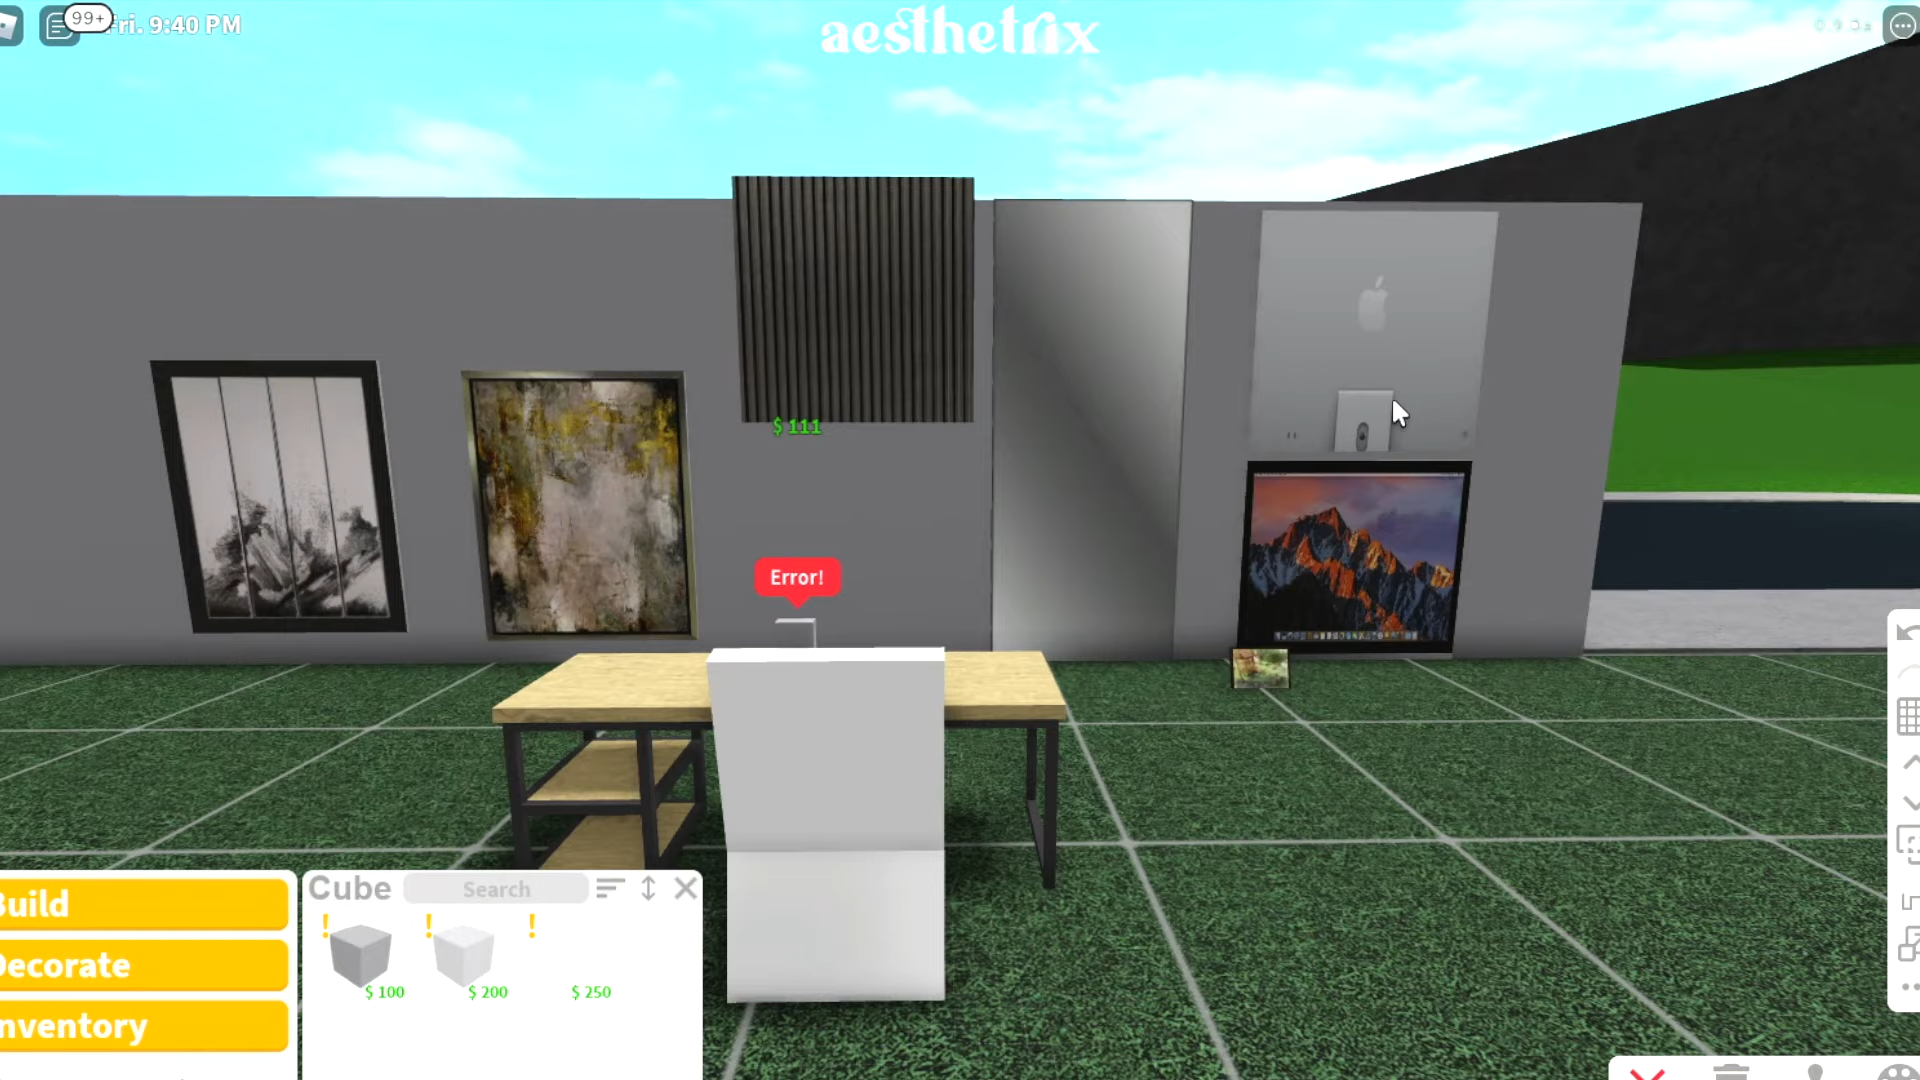 99+
Fri. 9:40 PM
aesthetrix
$ 111
Error!
Build
Decorate
Inventory
Cube
Search
! ! !
$ 100 $ 200 $ 250